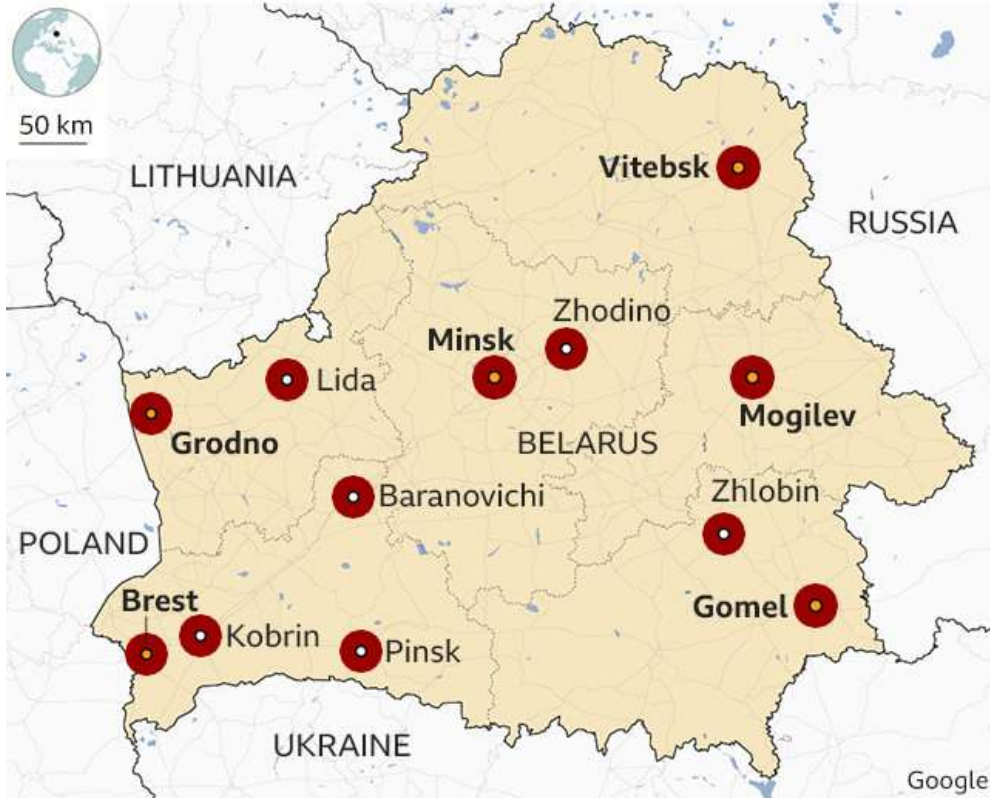 50 km
LITHUANIA
Vitebsk
RUSSIA
Zhodino
Minsk
Lida
Mogilev
Grodno
BELARUS
Baranovichi
Zhlobin
POLAND
Brest
Gomel
Kobrin
Pinsk
UKRAINE
Google